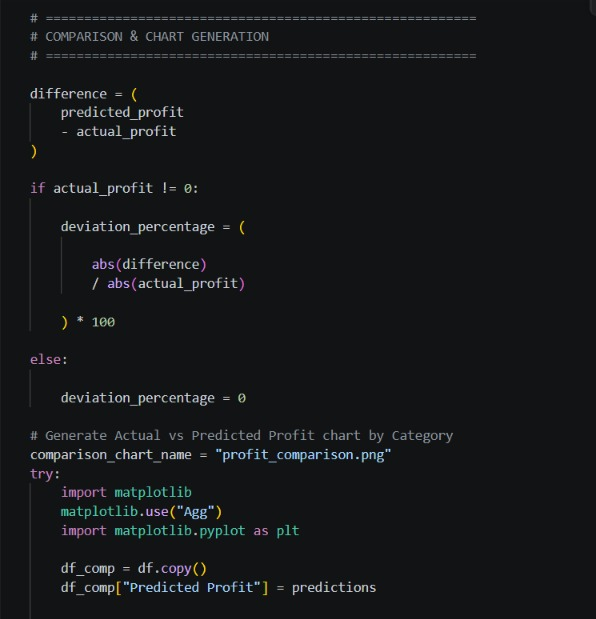 # ========================================================
# COMPARISON & CHART GENERATION
# ========================================================
difference = (
predicted_profit
- actual_profit
)
if actual_profit != 0:
deviation_percentage = (
abs(difference)
/ abs(actual_profit)
) * 100
else:
deviation_percentage = 0
# Generate Actual vs Predicted Profit chart by Category
comparison_chart_name = "profit_comparison.png"
try:
import matplotlib
matplotlib.use("Agg")
import matplotlib.pyplot as plt
df_comp = df.copy()
df_comp["Predicted Profit"] = predictions